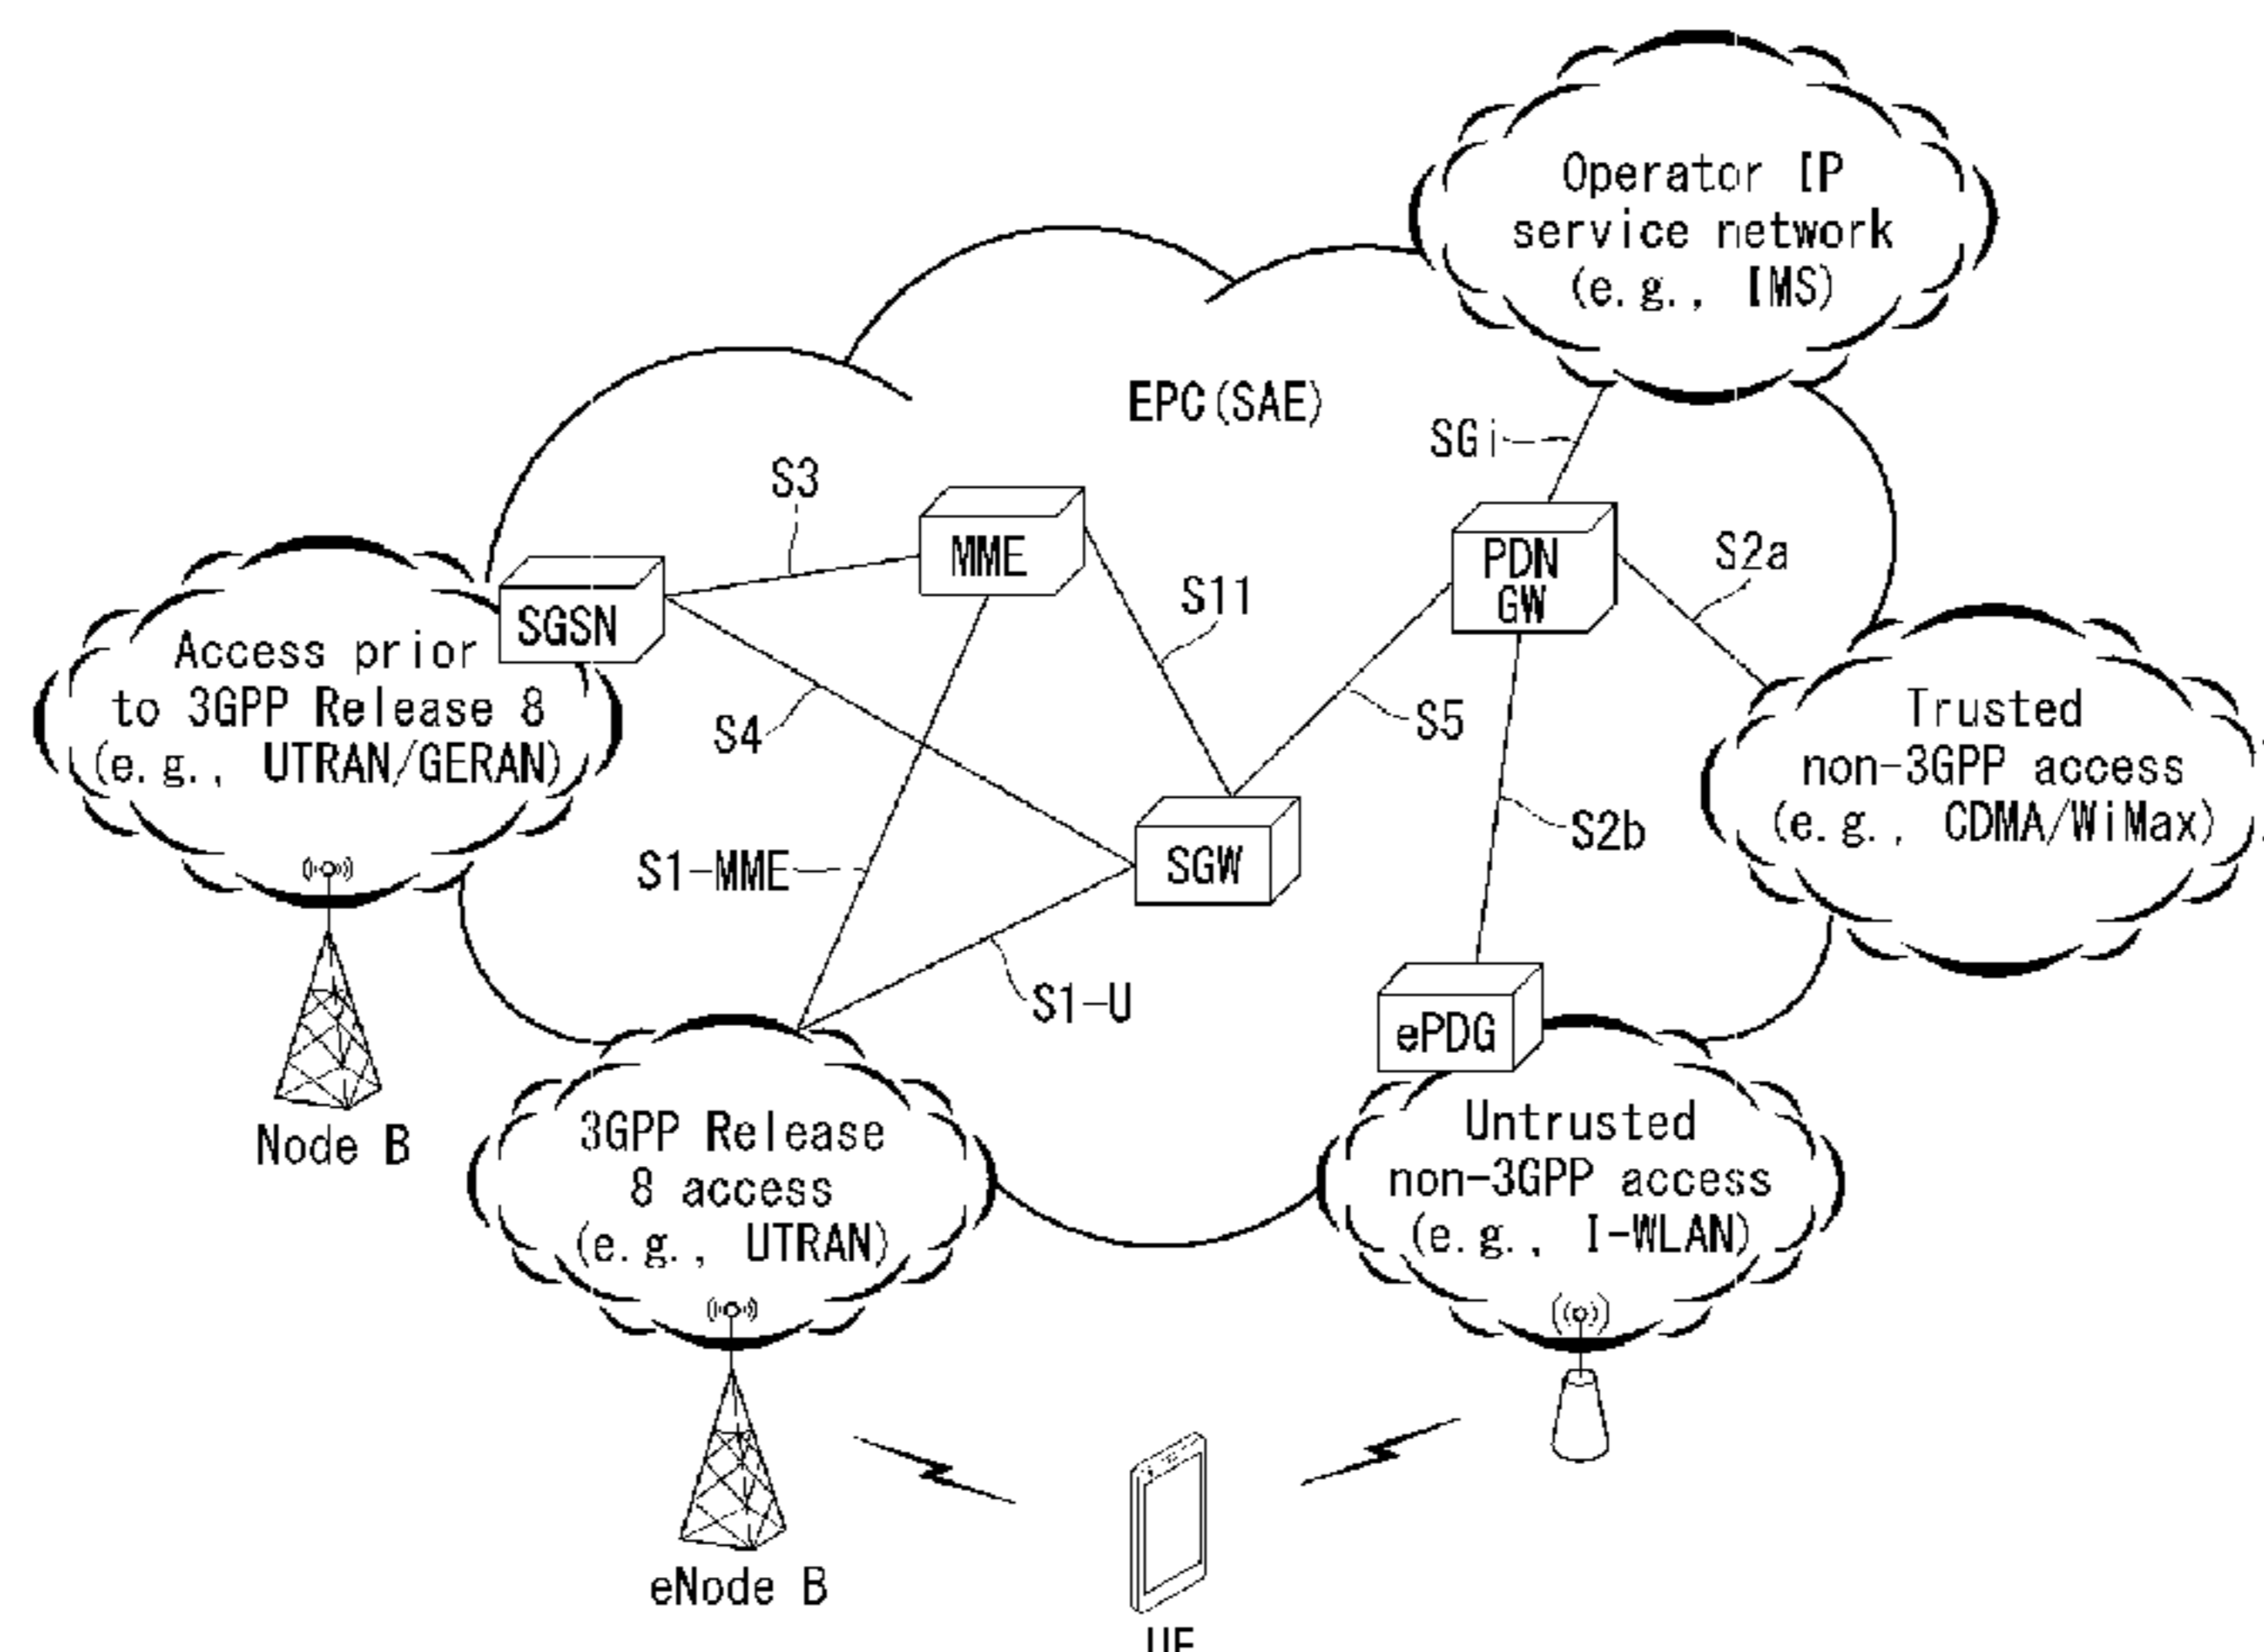 Operator IP
service network
(e.g., IMS)
EPC(SAE)
SGi
S3
MME
PDN
GW
S2a
SGSN
S11
Access prior
to 3GPP Release 8
(e.g., UTRAN/GERAN)
S4
S5
Trusted
non-3GPP access
(e.g., CDMA/WiMax)
S1-MME
SGW
S2b
S1-U
ePDG
Node B
3GPP Release
8 access
(e.g., UTRAN)
Untrusted
non-3GPP access
(e.g., I-WLAN)
eNode B
UE